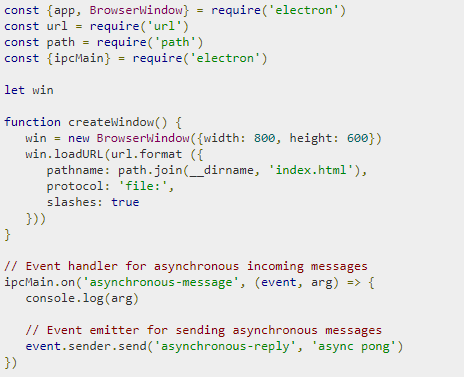 const {app, BrowserWindow} = require('electron')
const url = require('url')
const path = require('path')
const {ipcMain} = require('electron')

let win

function createWindow() {
   win = new BrowserWindow({width: 800, height: 600})
   win.loadURL(url.format ({
      pathname: path.join(__dirname, 'index.html'),
      protocol: 'file:',
      slashes: true
   }))
}

// Event handler for asynchronous incoming messages
ipcMain.on('asynchronous-message', (event, arg) => {
   console.log(arg)

   // Event emitter for sending asynchronous messages
   event.sender.send('asynchronous-reply', 'async pong')
})